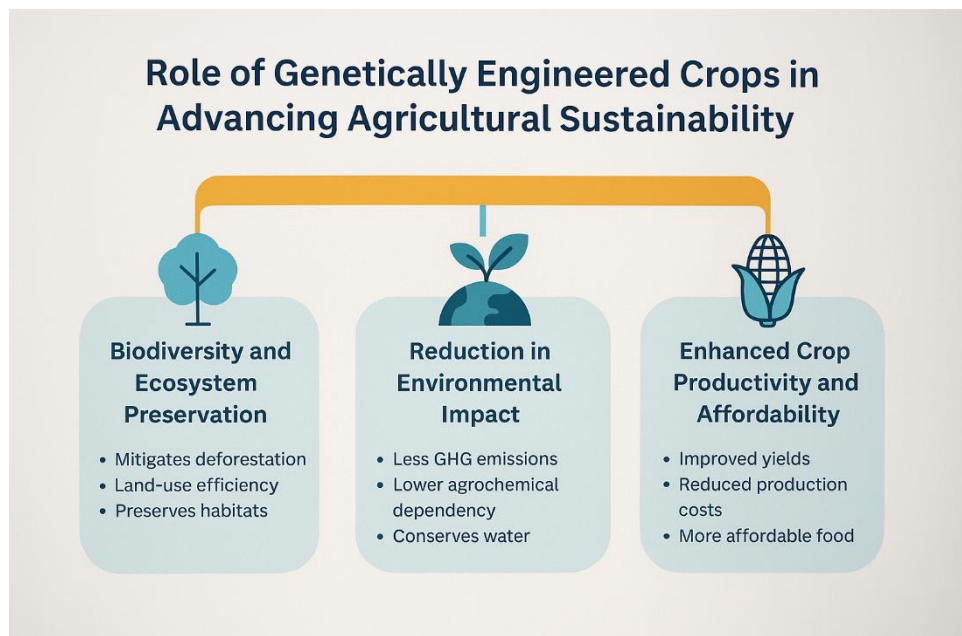 Role of Genetically Engineered Crops in
Advancing Agricultural Sustainability
Biodiversity and
Ecosystem
Preservation
• Mitigates deforestation
• Land-use efficiency
• Preserves habitats
Reduction in
Environmental
Impact
• Less GHG emissions
• Lower agrochemical
dependency
• Conserves water
Enhanced Crop
Productivity and
Affordability
• Improved yields
• Reduced production
costs
• More affordable food